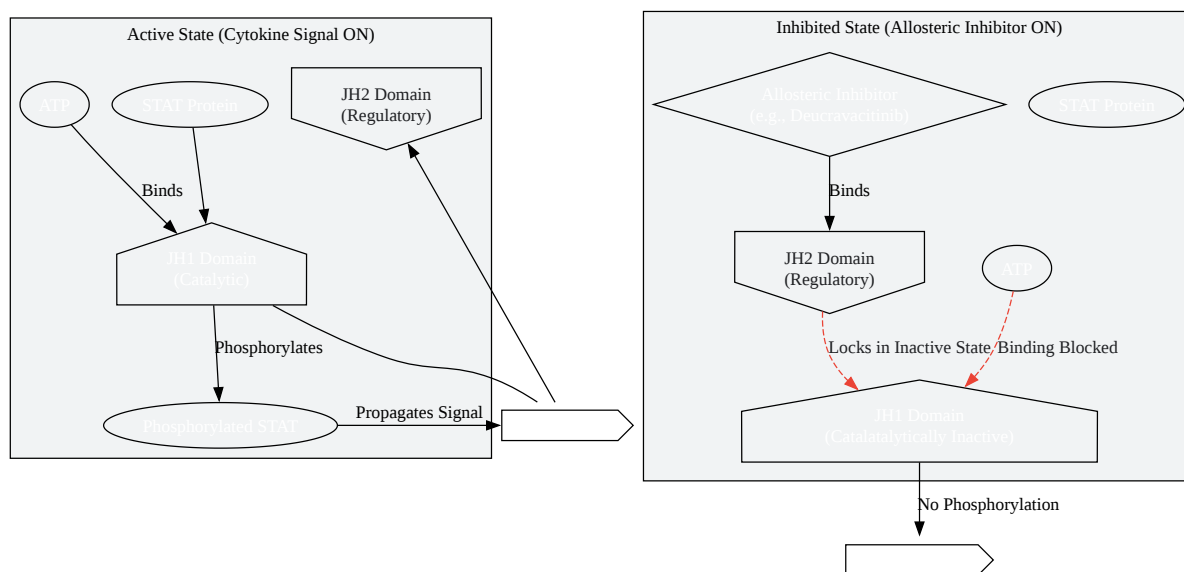 Active State (Cytokine Signal ON)
ATP
STAT Protein
JH2 Domain
(Regulatory)
Binds
JH1 Domain
(Catalytic)
Phosphorylates
Phosphorylated STAT
Propagates Signal
Inhibited State (Allosteric Inhibitor ON)
Allosteric Inhibitor
(e.g., Deucravacitinib)
STAT Protein
Binds
JH2 Domain
(Regulatory)
ATP
Locks in Inactive State
Binding Blocked
JH1 Domain
(Catalatalytically Inactive)
No Phosphorylation